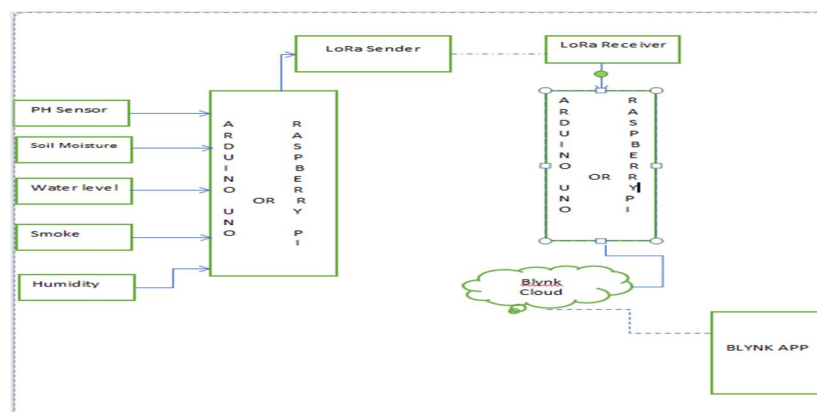 LoRa Sender
LoRa Receiver
PH Sensor
Soil Moisture
Water level
Smoke
Humidity
ARDUINO UNO
OR
RASPBERRY PI
ARDUINO UNO
OR
RASPBERRY PI
Blynk
Cloud
BLYNK APP